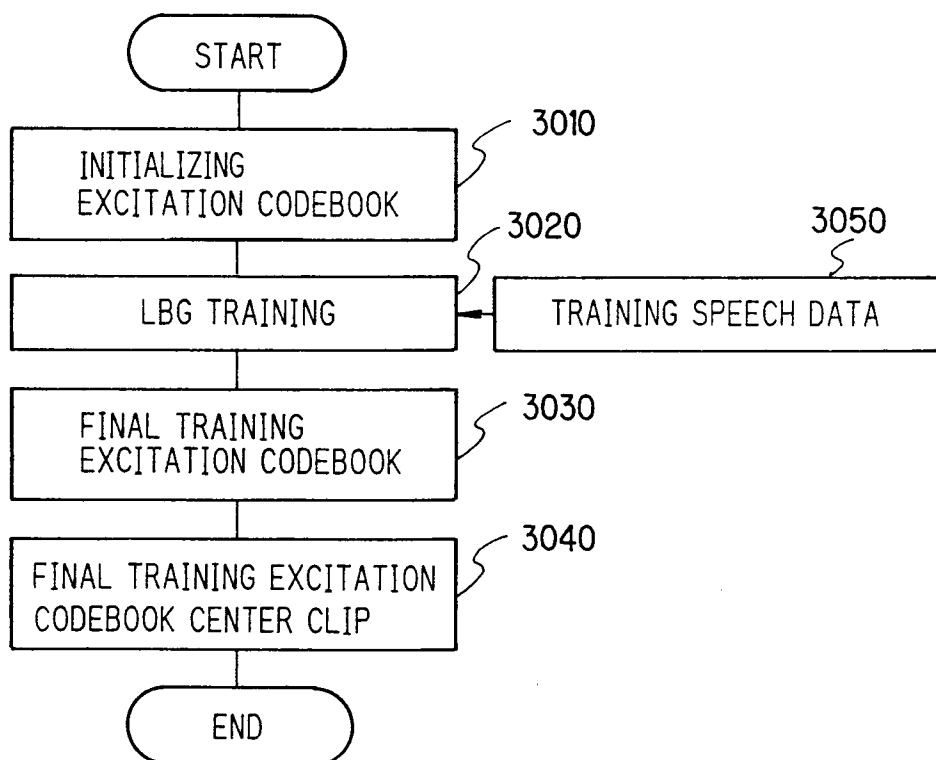 START
3010
INITIALIZING
EXCITATION CODEBOOK
3020
3050
LBG TRAINING
TRAINING SPEECH DATA
3030
FINAL TRAINING
EXCITATION CODEBOOK
3040
FINAL TRAINING EXCITATION
CODEBOOK CENTER CLIP
END